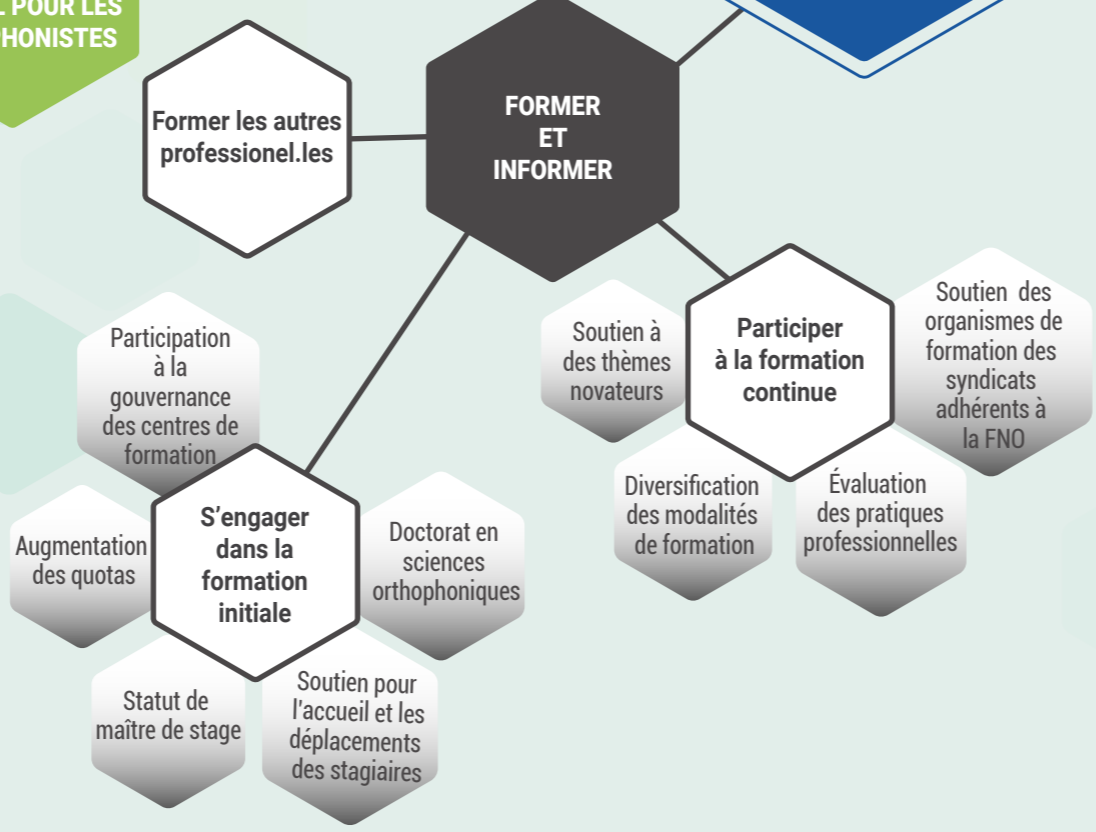 POUR LES
FORMER
ET
INFORMER
Former les autres
professionel.les
Participer
à la formation
continue
Soutien à
des thèmes
novateurs
Soutien des
organismes de
formation des
syndicats
adhérents à
la FNO
Diversification
des modalités
de formation
Évaluation
des pratiques
professionnelles
S’engager
dans la
formation
initiale
Participation
à la
gouvernance
des centres de
formation
Augmentation
des quotas
Doctorat en
sciences
orthophoniques
Statut de
maître de stage
Soutien pour
l'accueil et les
déplacements
des stagiaires